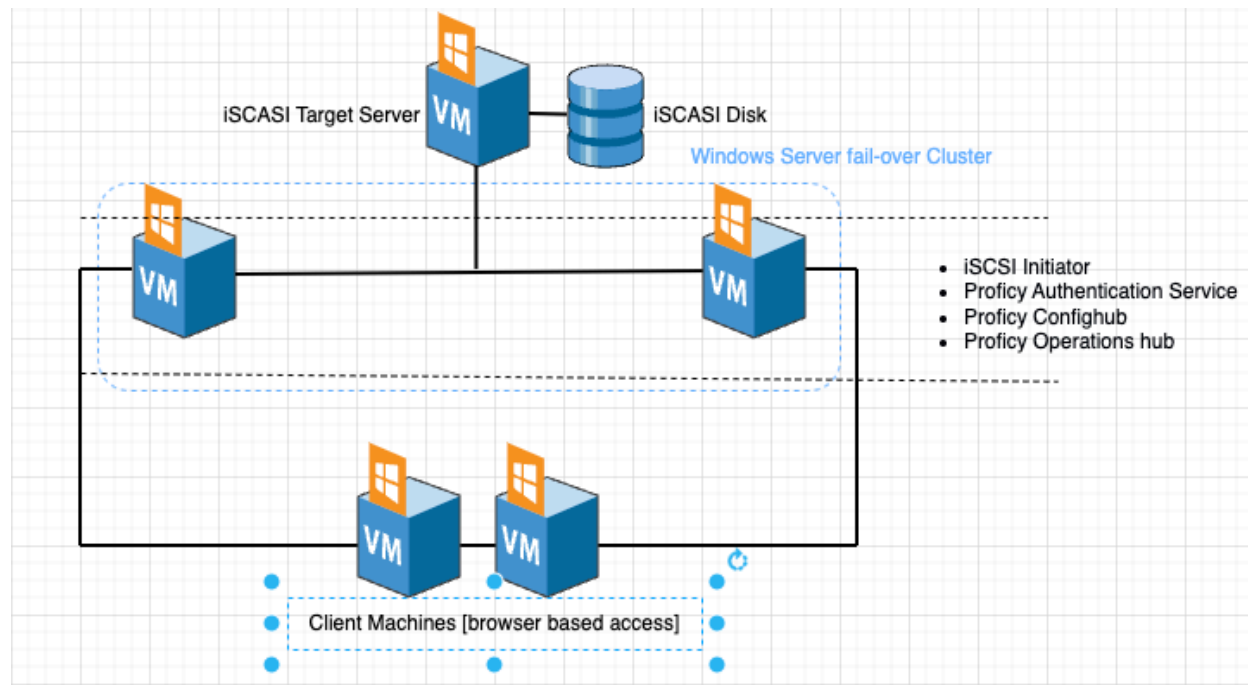 iSCASI Target Server
VM
iSCASI Disk
Windows Server fail-over Cluster
VM
VM
iSCSI Initiator
Proficy Authentication Service
Proficy Confighub
Proficy Operations hub
VM
VM
Client Machines [browser based access]